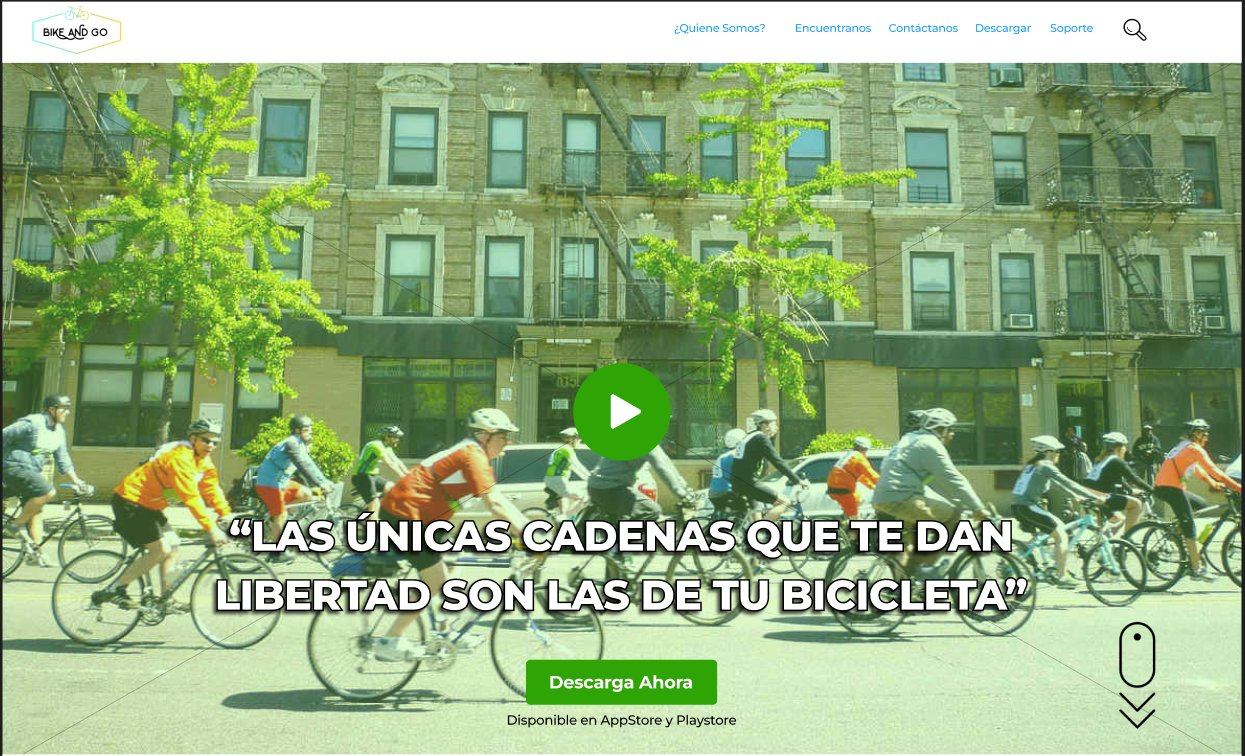 BIKE AND GO
¿Quiene Somos?
Encuentranos
Contáctanos
Descargar
Soporte
“LAS ÚNICAS CADENAS QUE TE DAN
LIBERTAD SON LAS DE TU BICICLETA”
Descarga Ahora
Disponible en AppStore y Playstore